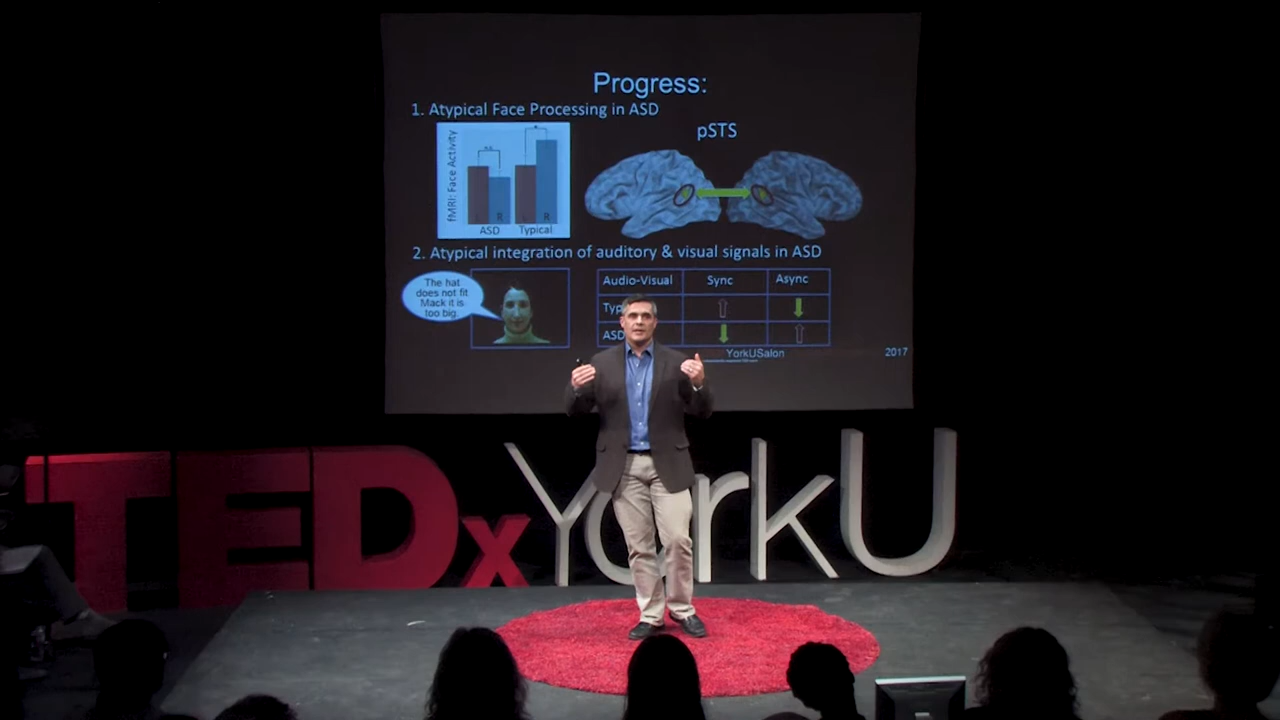 Progress:
1. Atypical Face Processing in ASD
pSTS
fMRI: Face Activity
n.s.
*
L R L R
ASD Typical
2. Atypical integration of auditory & visual signals in ASD
The hat
does not fit.
Mack it is
too big.
Audio-Visual Sync Async
Typ
ASD
YorkUSalon
2017
TEDxYorkU